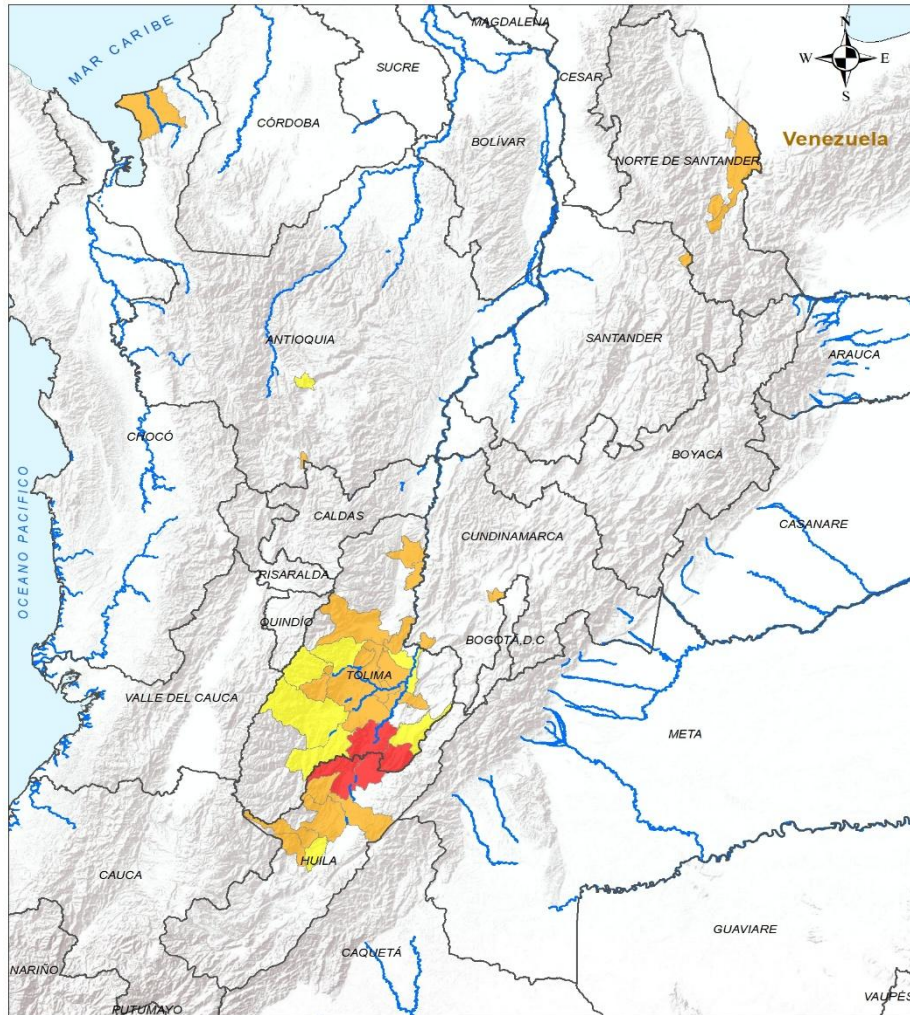 MAGDALENA
MAR CARIBE
N
W
E
S
SUCRE
CESAR
CÓRDOBA
BOLÍVAR
Venezuela
NORTE DE SANTANDER
ANTIOQUIA
SANTANDER
ARAUCA
CHOCÓ
BOYACÁ
OCEANO PACIFICO
CALDAS
CUNDINAMARCA
CASANARE
RISARALDA
QUINDÍO
BOGOTÁ,D.C
TOLIMA
VALLE DEL CAUCA
META
HUILA
CAUCA
GUAVIARE
CAQUETÁ
NARIÑO
VAUPÉS
PUTUMAYO